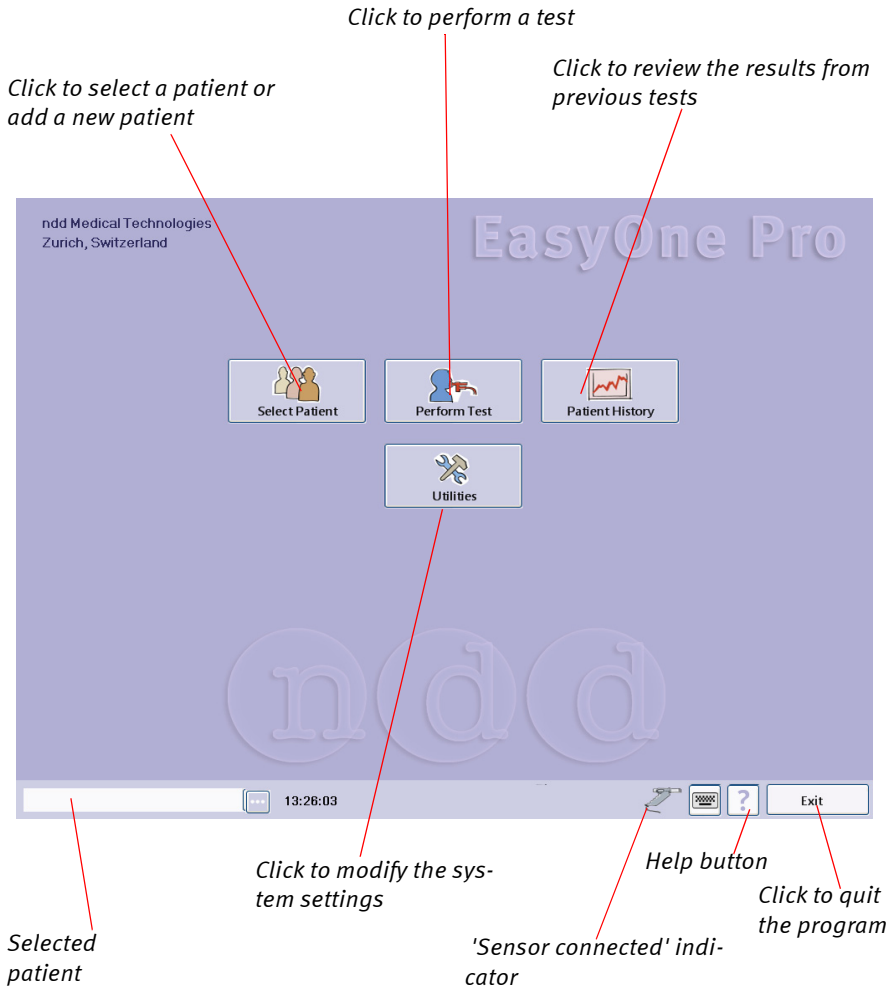 Click to perform a test
Click to select a patient or
add a new patient
Click to review the results from
previous tests
ndd Medical Technologies
Zurich, Switzerland
EasyOne Pro
Select Patient
Perform Test
Patient History
Utilities
ndd
13:26:03
?
Exit
Click to modify the sys-
tem settings
Help button
Click to quit
the program
Selected
patient
'Sensor connected' indi-
cator